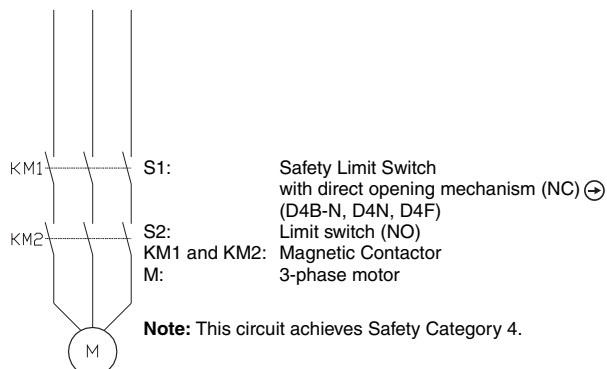 KM1
S1: Safety Limit Switch
with direct opening mechanism (NC)
(D4B-N, D4N, D4F)
KM2
S2: Limit switch (NO)
KM1 and KM2: Magnetic Contactor
M: 3-phase motor
Note: This circuit achieves Safety Category 4.
M